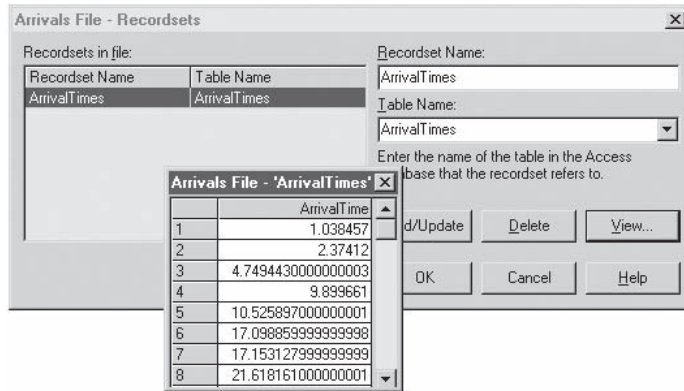 Arrivals File - Recordsets
Recordsets in file:
Recordset Name Table Name
ArrivalTimes ArrivalTimes
Recordset Name:
ArrivalTimes
Table Name:
ArrivalTimes
Enter the name of the table in the Access
base that the recordset refers to.
d/Update Delete View...
OK Cancel Help
Arrivals File - 'ArrivalTimes'
ArrivalTime
1 1.038457
2 2.37412
3 4.7494430000000003
4 9.899661
5 10.525897000000001
6 17.098859999999998
7 17.153127999999999
8 21.618161000000001